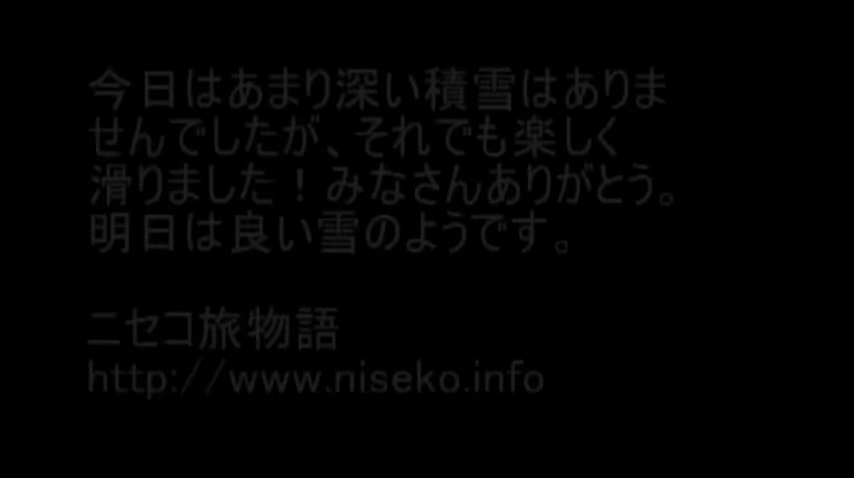 今日はあまり深い積雪はありま
せんでしたが、それでも楽しく
滑りました！みなさんありがとう。
明日は良い雪のようです。
ニセコ旅物語
http://www.niseko.info